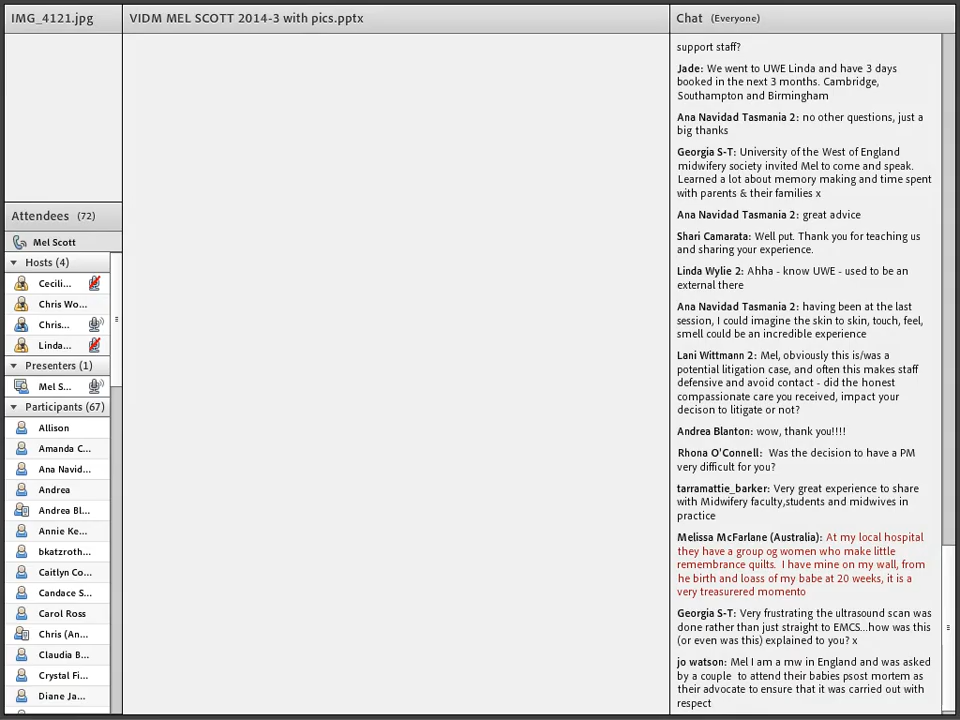 IMG_4121.jpg
VIDM MEL SCOTT 2014-3 with pics.pptx
Attendees (72)
Mel Scott
Hosts (4)
Cecili...
Chris Wo...
Chris...
Linda...
Presenters (1)
Mel S...
Participants (67)
Allison
Amanda C...
Ana Navid...
Andrea
Andrea Bl...
Annie Ke...
bkatzroth...
Caitlyn Co...
Candace S...
Carol Ross
Chris (An...
Claudia B...
Crystal Fi...
Diane Ja...
Chat (Everyone)
support staff?
Jade: We went to UWE Linda and have 3 days
booked in the next 3 months. Cambridge,
Southampton and Birmingham
Ana Navidad Tasmania 2: no other questions, just a
big thanks
Georgia S-T: University of the West of England
midwifery society invited Mel to come and speak.
Learned a lot about memory making and time spent
with parents & their families x
Ana Navidad Tasmania 2: great advice
Shari Camarata: Well put. Thank you for teaching us
and sharing your experience.
Linda Wylie 2: Ahha - know UWE - used to be an
external there
Ana Navidad Tasmania 2: having been at the last
session, I could imagine the skin to skin, touch, feel,
smell could be an incredible experience
Lani Wittmann 2: Mel, obviously this is/was a
potential litigation case, and often this makes staff
defensive and avoid contact - did the honest
compassionate care you received, impact your
decison to litigate or not?
Andrea Blanton: wow, thank you!!!!
Rhona O'Connell: Was the decision to have a PM
very difficult for you?
tarramattie_barker: Very great experience to share
with Midwifery faculty,students and midwives in
practice
Melissa McFarlane (Australia): At my local hospital
they have a group og women who make little
remembrance quilts. I have mine on my wall, from
he birth and loass of my babe at 20 weeks, it is a
very treasurered momento
Georgia S-T: Very frustrating the ultrasound scan was
done rather than just straight to EMCS...how was this
(or even was this) explained to you? x
jo watson: Mel I am a mw in England and was asked
by a couple to attend their babies psost mortem as
their advocate to ensure that it was carried out with
respect